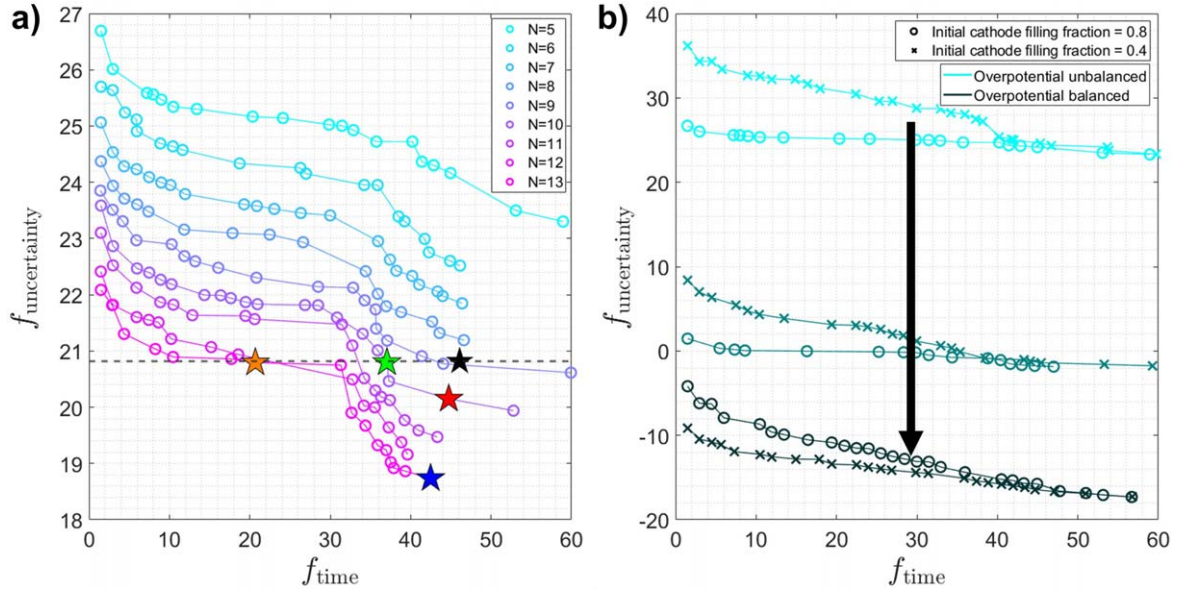 a)
27
26
25
24
23
22
21
20
19
18
f_uncertainty
0
10
20
30
40
50
60
f_time
N=5
N=6
N=7
N=8
N=9
N=10
N=11
N=12
N=13
b)
40
30
20
10
0
-10
-20
f_uncertainty
0
10
20
30
40
50
60
f_time
Initial cathode filling fraction = 0.8
Initial cathode filling fraction = 0.4
Overpotential unbalanced
Overpotential balanced